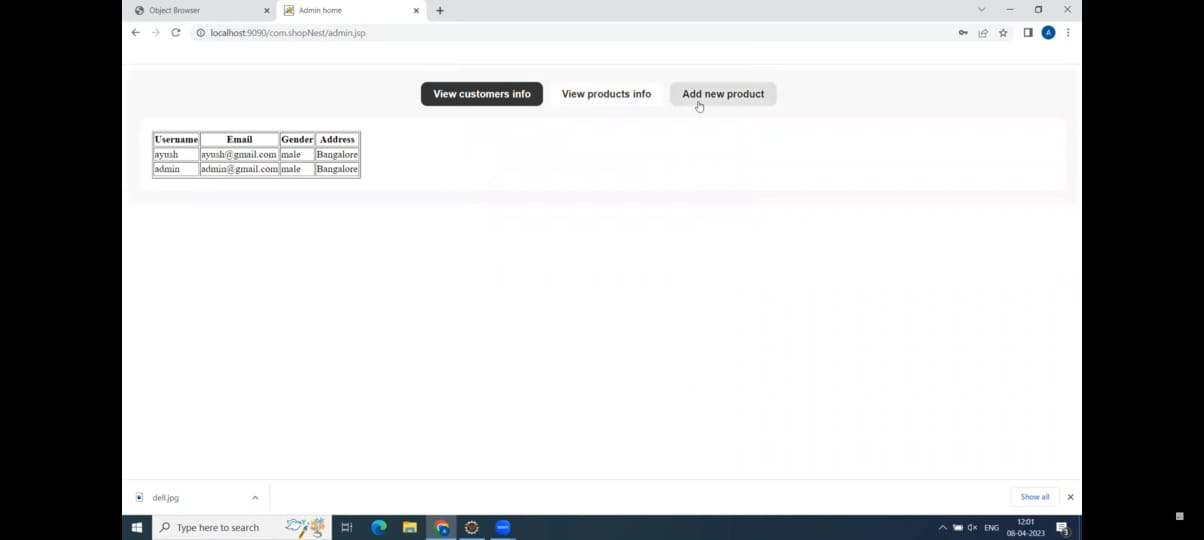 Object Browser
Admin home
localhost:9090/com.shopNest/admin.jsp
A
View customers info View products info Add new product
Username Email Gender Address
ayush ayush@gmail.com male Bangalore
admin admin@gmail.com male Bangalore
dell.jpg
Show all
Type here to search
zoom
ENG
12:01
08-04-2023
3